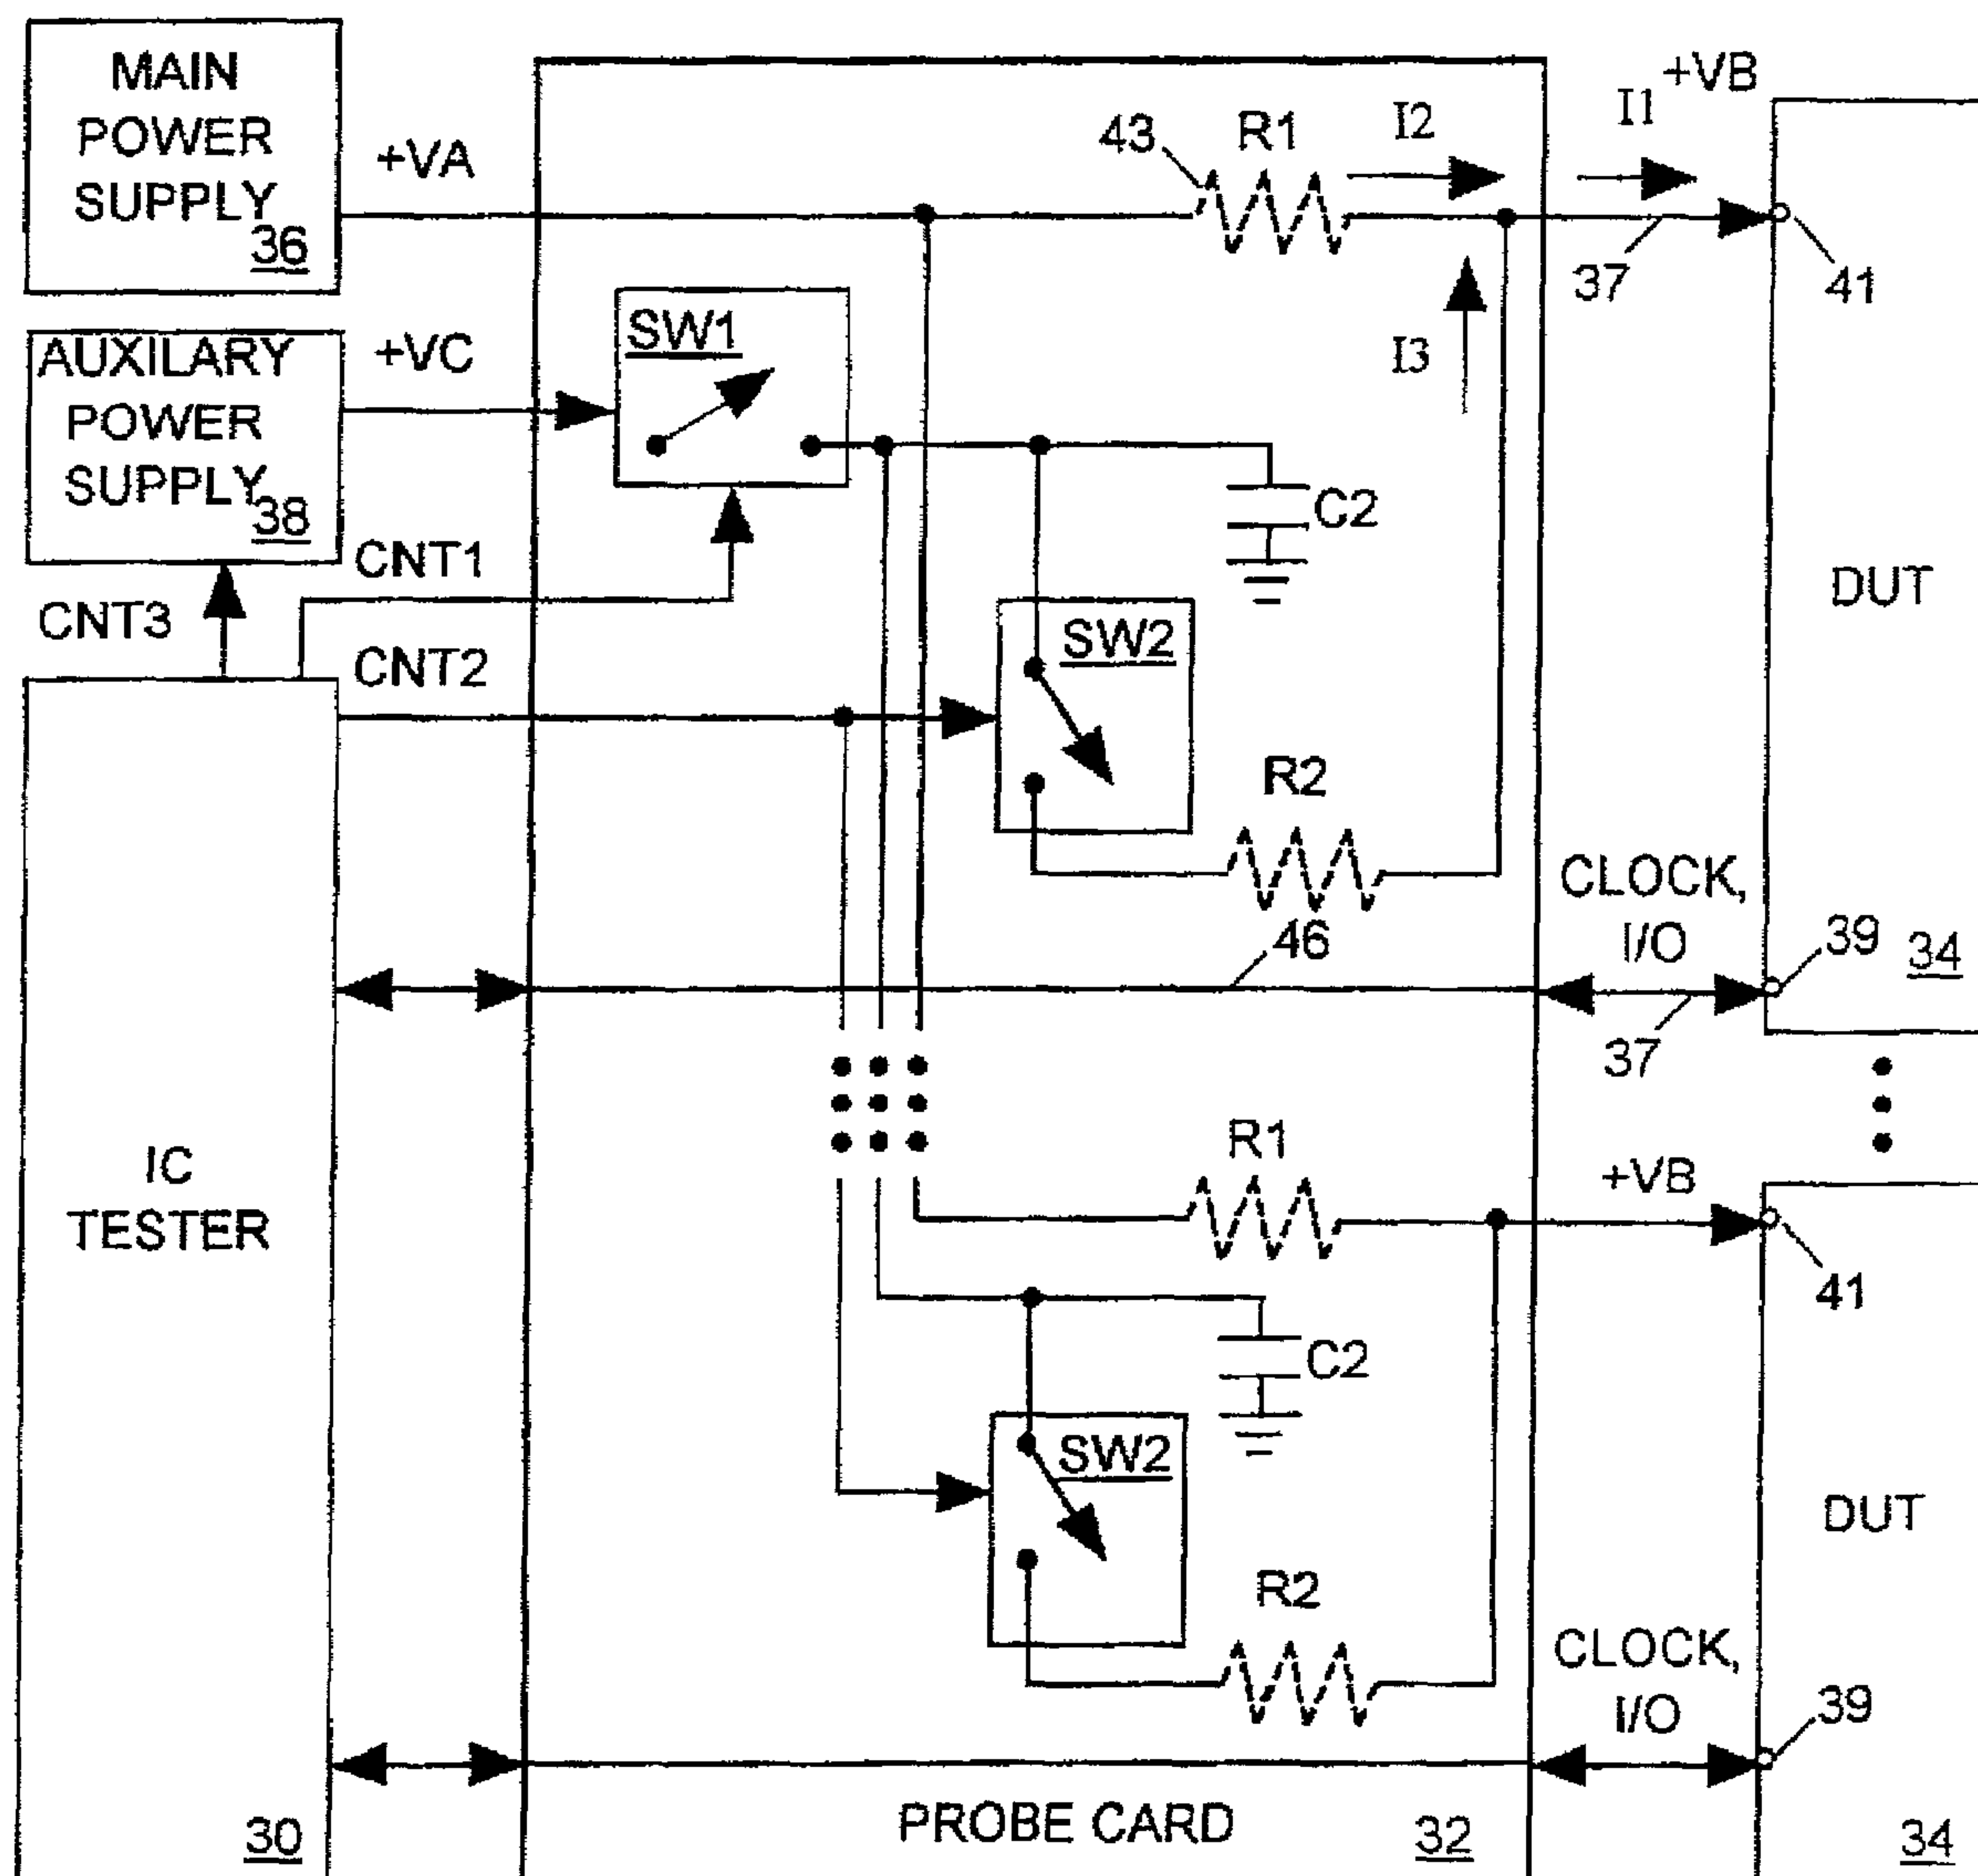 MAIN
POWER
SUPPLY
36
+VA
43
R1
I2
I1
+VB
37
41
AUXILARY
POWER
SUPPLY
38
+VC
SW1
I3
C2
CNT1
CNT3
CNT2
SW2
DUT
R2
CLOCK,
I/O
46
39
34
37
IC
TESTER
R1
+VB
41
C2
SW2
DUT
R2
CLOCK,
I/O
39
30
PROBE CARD
32
34